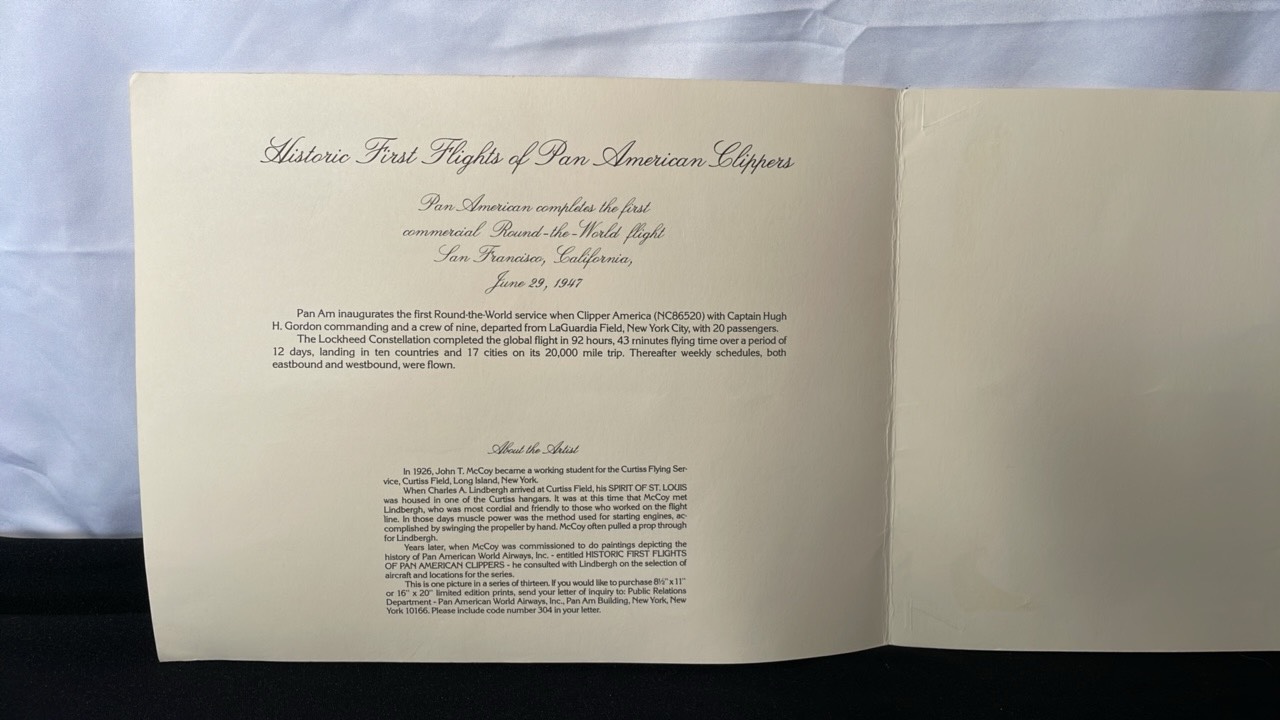 Historic First Flights of Pan American Clippers
Pan American completes the first
commercial Round-the-World flight
San Francisco, California,
June 29, 1947
Pan Am inaugurates the first Round-the-World service when Clipper America (NC86520) with Captain Hugh
H. Gordon commanding and a crew of nine, departed from LaGuardia Field, New York City, with 20 passengers.
The Lockheed Constellation completed the global flight in 92 hours, 43 minutes flying time over a period of
12 days, landing in ten countries and 17 cities on its 20,000 mile trip. Thereafter weekly schedules, both
eastbound and westbound, were flown.
About the Artist
In 1926, John T. McCoy became a working student for the Curtiss Flying Ser-
vice, Curtiss Field, Long Island, New York.
When Charles A. Lindbergh arrived at Curtiss Field, his SPIRIT OF ST. LOUIS
was housed in one of the Curtiss hangars. It was at this time that McCoy met
Lindbergh, who was most cordial and friendly to those who worked on the flight
line. In those days muscle power was the method used for starting engines, ac-
complished by swinging the propeller by hand. McCoy often pulled a prop through
for Lindbergh.
Years later, when McCoy was commissioned to do paintings depicting the
history of Pan American World Airways, Inc. - entitled HISTORIC FIRST FLIGHTS
OF PAN AMERICAN CLIPPERS - he consulted with Lindbergh on the selection of
aircraft and locations for the series.
This is one picture in a series of thirteen. If you would like to purchase 8½" x 11"
or 16" x 20" limited edition prints, send your letter of inquiry to: Public Relations
Department - Pan American World Airways, Inc., Pan Am Building, New York, New
York 10166. Please include code number 304 in your letter.